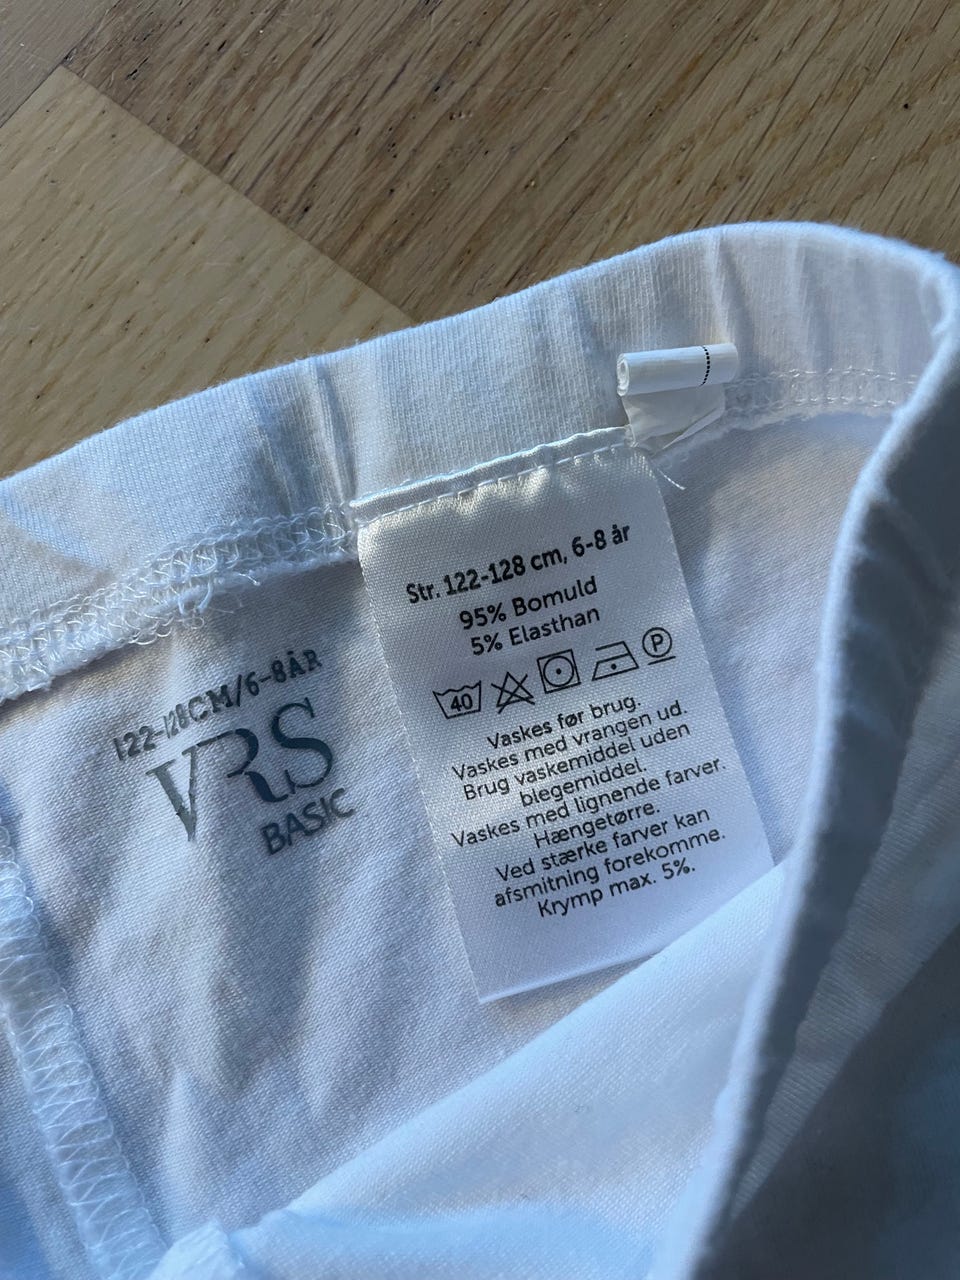 Str. 122-128 cm, 6-8 år
95% Bomuld
5% Elasthan
40
P
Vaskes før brug.
Vaskes med vrangen ud.
Brug vaskemiddel uden
blegemiddel.
Vaskes med lignende farver.
Hængetørre.
Ved stærke farver kan
afsmitning forekomme.
Krymp max. 5%.
122-128CM/6-8ÅR
VRS
BASIC